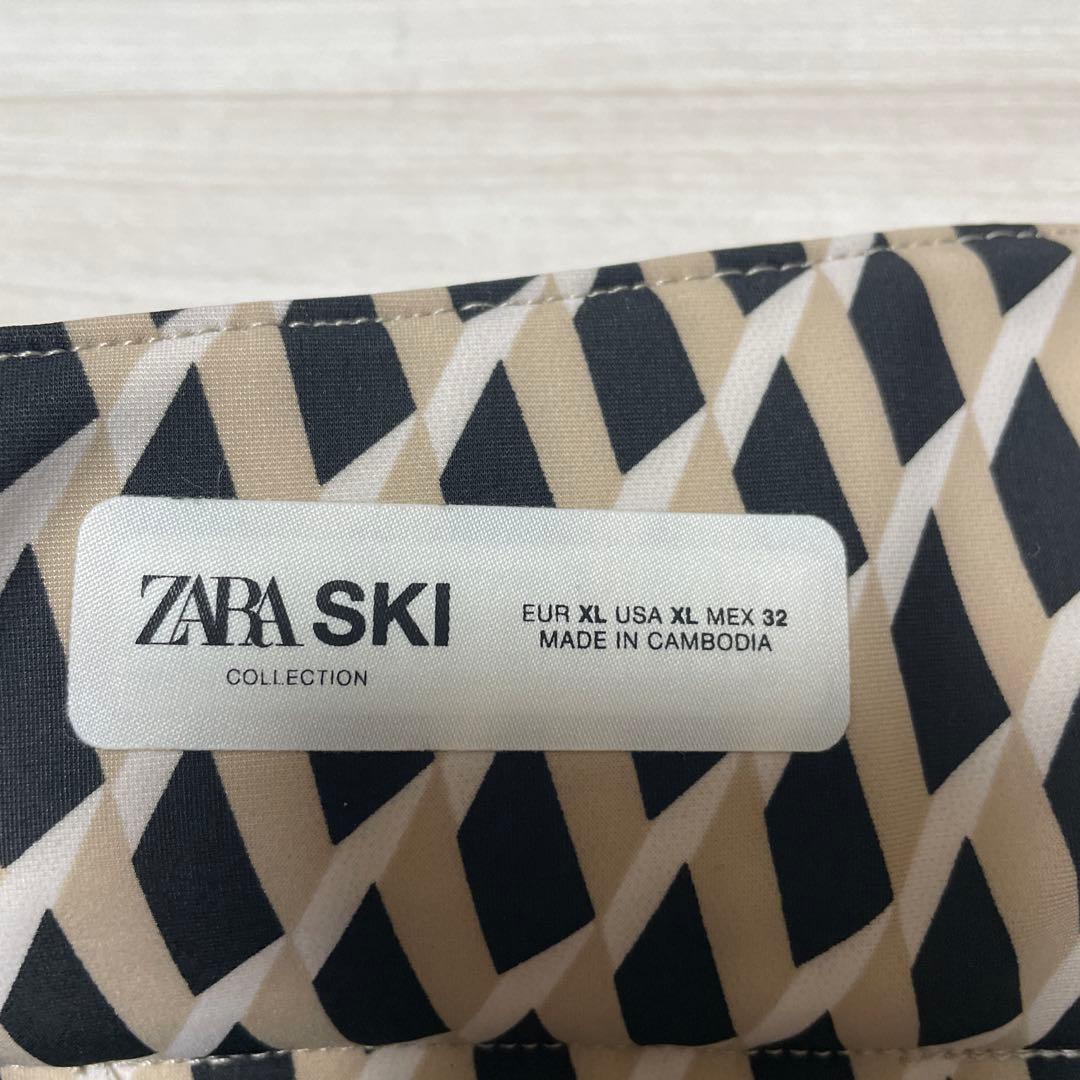 ZARA SKI
COLLECTION
EUR XL USA XL MEX 32
MADE IN CAMBODIA